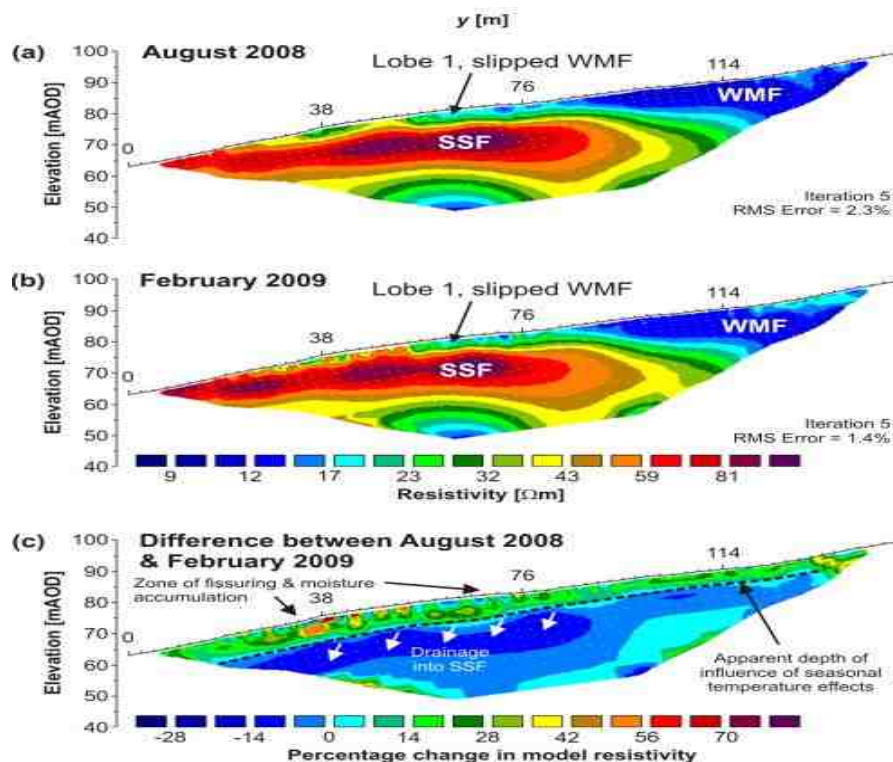 y [m]
(a)
August 2008
Lobe 1, slipped WMF
100
90
80
70
60
50
40
Elevation [mAOD]
0
38
76
114
WMF
SSF
Iteration 5
RMS Error = 2.3%
(b)
February 2009
Lobe 1, slipped WMF
100
90
80
70
60
50
40
Elevation [mAOD]
0
38
76
114
WMF
SSF
Iteration 5
RMS Error = 1.4%
9 12 17 23 32 43 59 81
Resistivity [Ωm]
(c)
Difference between August 2008
& February 2009
Zone of fissuring & moisture
accumulation
100
90
80
70
60
50
40
Elevation [mAOD]
0
38
76
114
Drainage
into SSF
Apparent depth of
influence of seasonal
temperature effects
-28 -14 -0 14 28 42 56 70
Percentage change in model resistivity